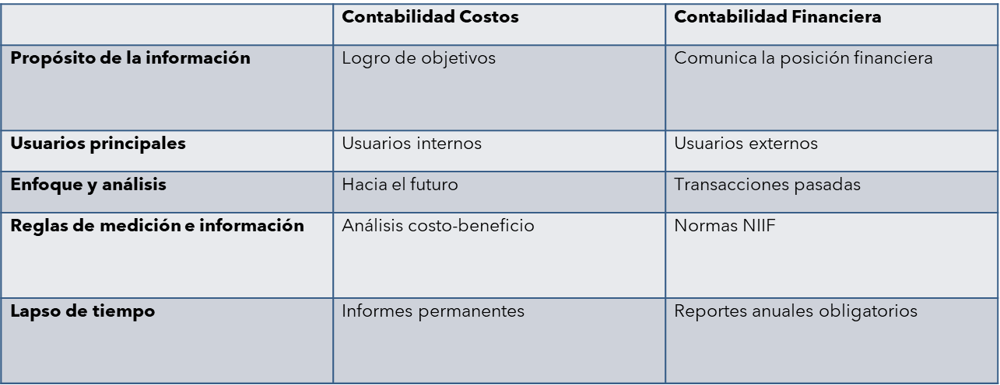 Contabilidad Costos Contabilidad Financiera
Propósito de la información Logro de objetivos Comunica la posición financiera
Usuarios principales Usuarios internos Usuarios externos
Enfoque y análisis Hacia el futuro Transacciones pasadas
Reglas de medición e información Análisis costo-beneficio Normas NIIF
Lapso de tiempo Informes permanentes Reportes anuales obligatorios